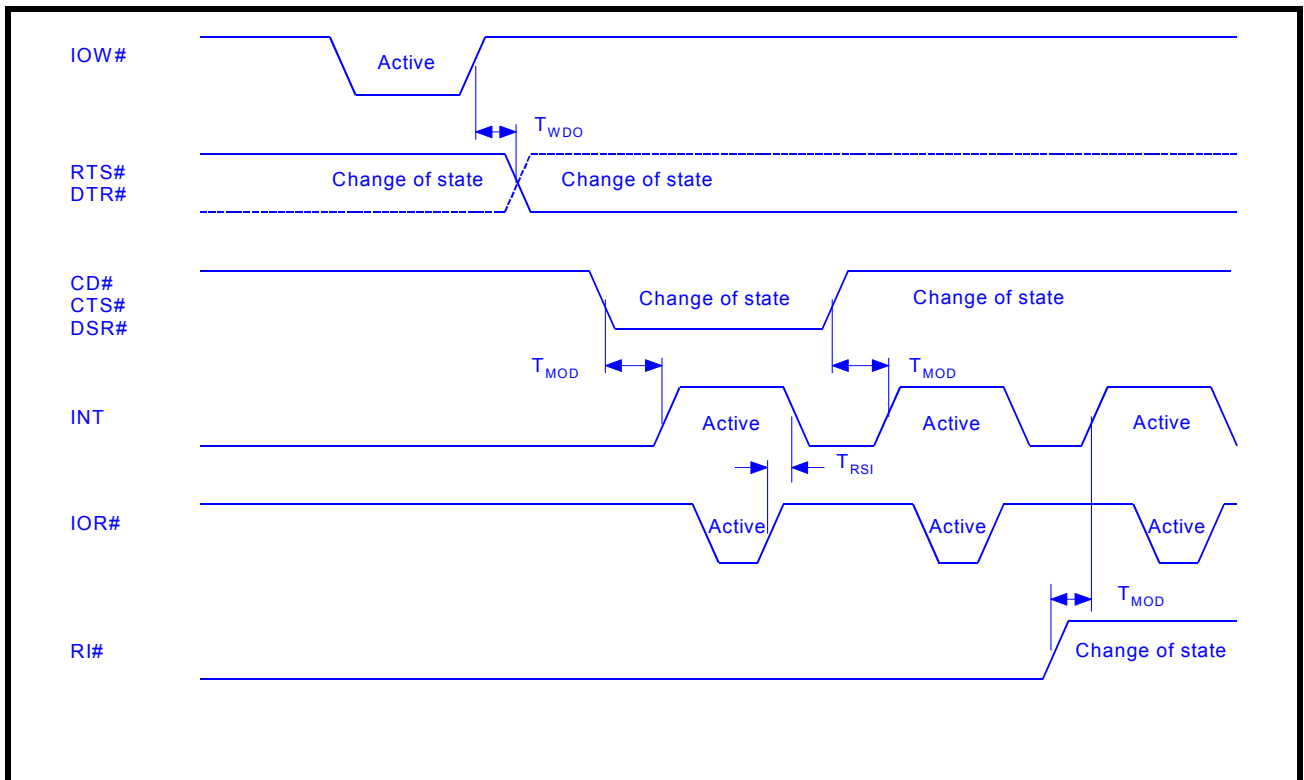 IOW#
Active
TWDO
RTS#
DTR#
Change of state
Change of state
CD#
CTS#
DSR#
Change of state
Change of state
TMOD
TMOD
INT
Active
Active
Active
TRSI
IOR#
Active
Active
Active
TMOD
RI#
Change of state